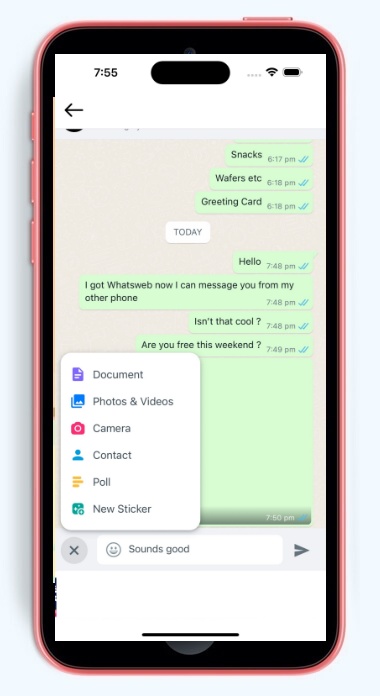 7:55
Snacks 6:17 pm
Wafers etc 6:18 pm
Greeting Card 6:18 pm
TODAY
Hello 7:48 pm
I got Whatsweb now I can message you from my
other phone
7:48 pm
Isn't that cool ? 7:48 pm
Are you free this weekend ? 7:49 pm
Document
Photos & Videos
Camera
Contact
Poll
New Sticker
7:50 pm
Sounds good